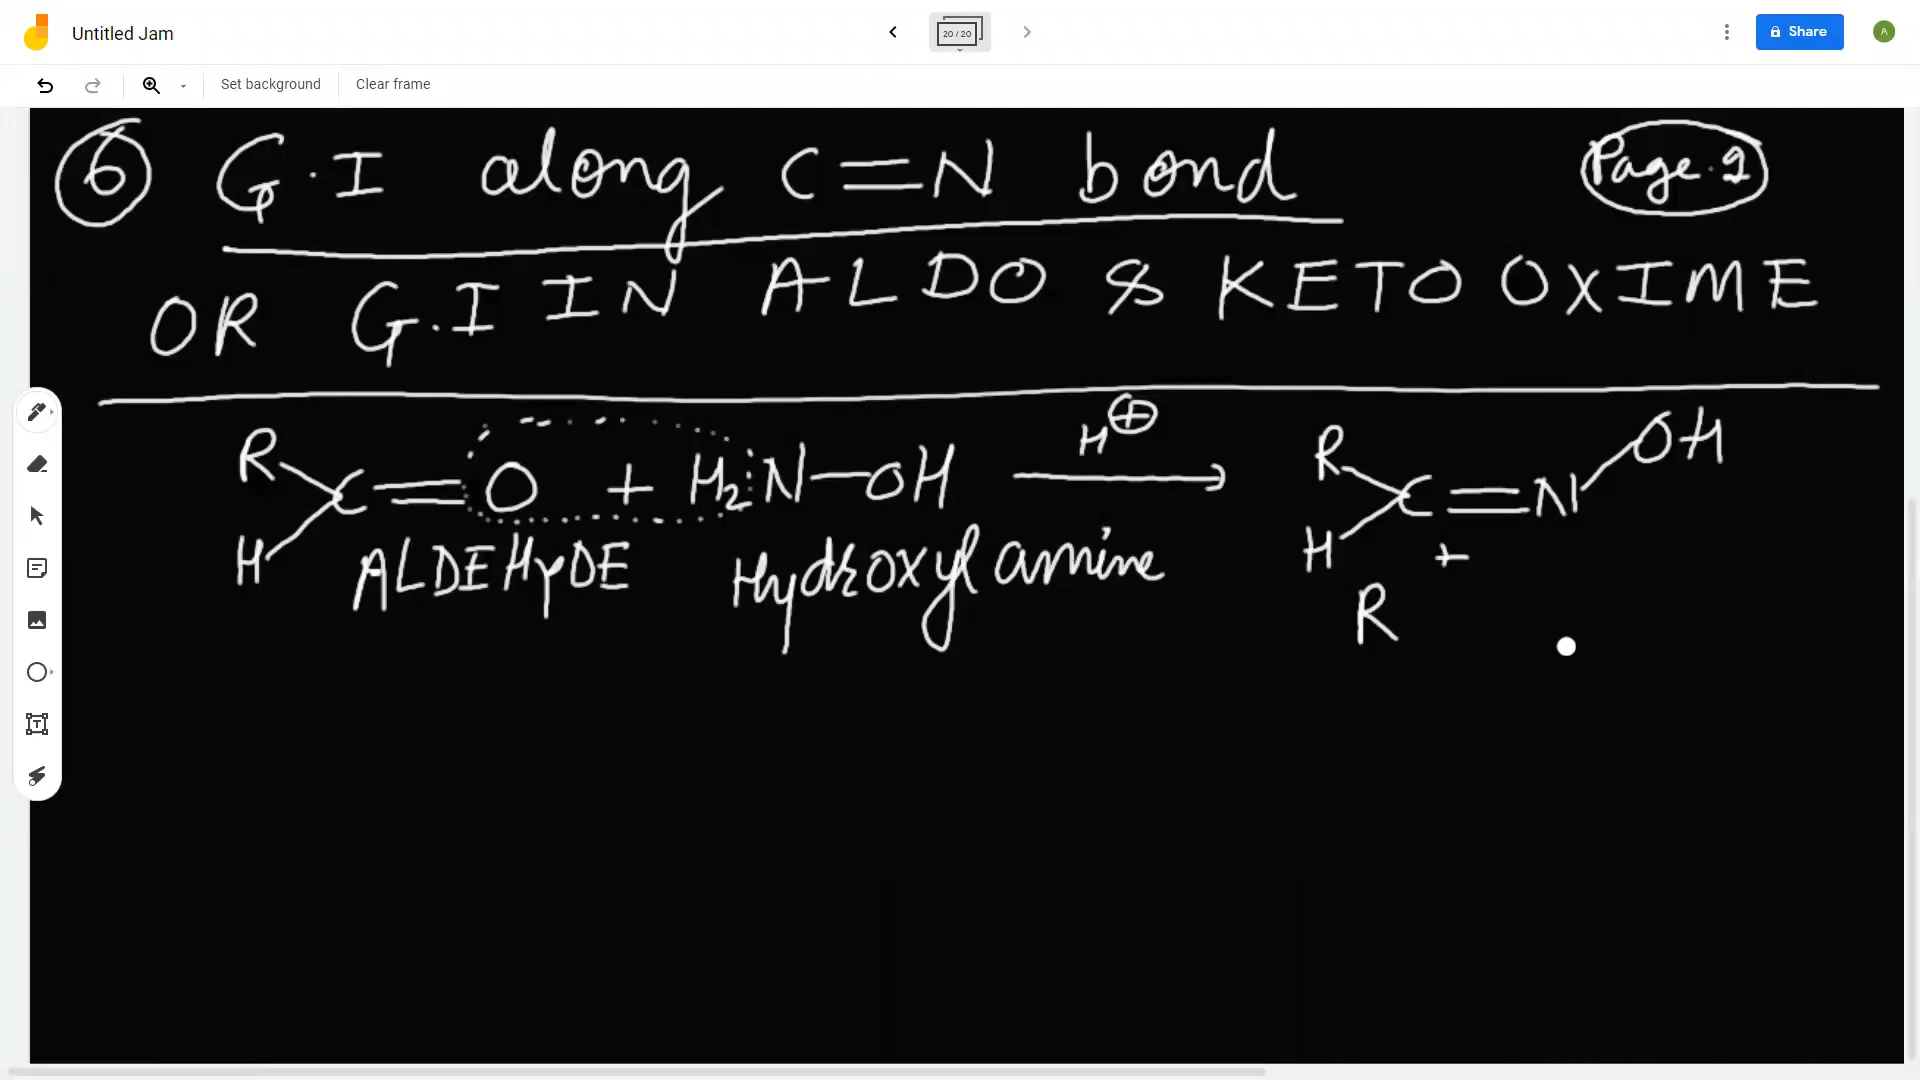 Untitled Jam
20 / 20
Share
A
Set background
Clear frame
6 G.I along C=N bond Page.9
OR G.I IN ALDO & KETO OXIME
R H C=O + H2N-OH H⊕ → R H C=N OH
ALDEHyDE Hydroxyl amine +
R